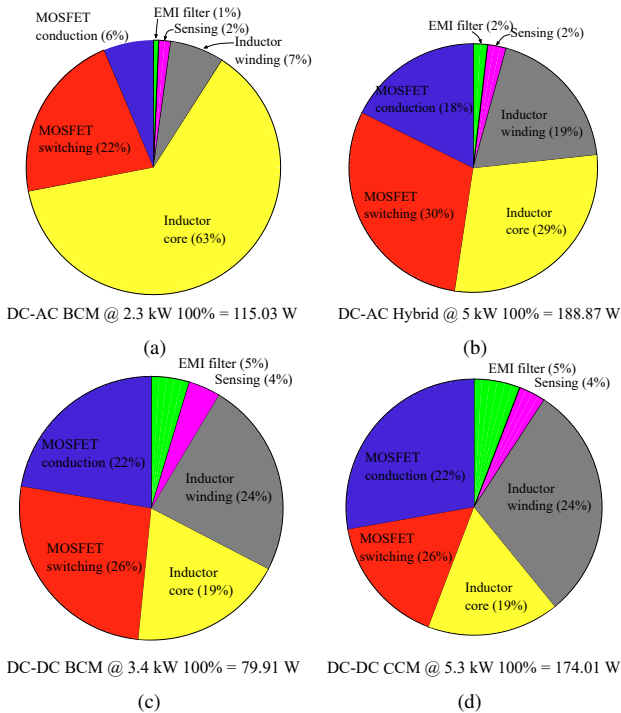 MOSFET
conduction (6%)
EMI filter (1%)
Sensing (2%)
Inductor
winding (7%)
MOSFET
switching (22%)
Inductor
core (63%)
DC-AC BCM @ 2.3 kW 100% = 115.03 W
(a)
EMI filter (2%)
Sensing (2%)
MOSFET
conduction (18%)
Inductor
winding (19%)
MOSFET
switching (30%)
Inductor
core (29%)
DC-AC Hybrid @ 5 kW 100% = 188.87 W
(b)
EMI filter (5%)
Sensing (4%)
MOSFET
conduction (22%)
Inductor
winding (24%)
MOSFET
switching (26%)
Inductor
core (19%)
DC-DC BCM @ 3.4 kW 100% = 79.91 W
(c)
EMI filter (5%)
Sensing (4%)
MOSFET
conduction (22%)
Inductor
winding (24%)
MOSFET
switching (26%)
Inductor
core (19%)
DC-DC CCM @ 5.3 kW 100% = 174.01 W
(d)